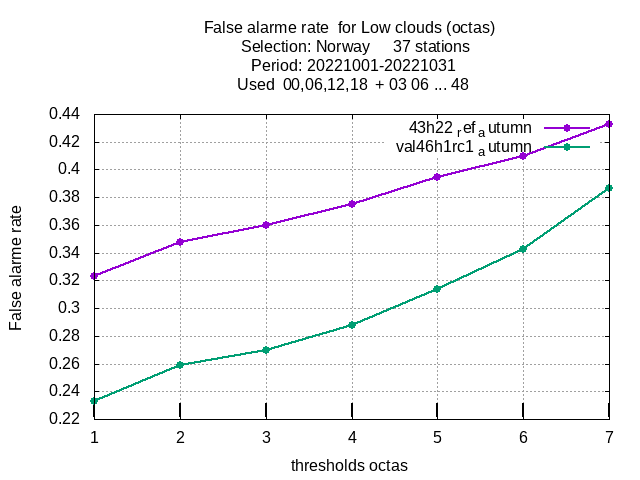 False alarme rate  for Low clouds (octas)
Selection: Norway     37 stations
Period: 20221001-20221031
Used  00,06,12,18  + 03 06 ... 48
0.44
0.42
0.4
0.38
0.36
0.34
0.32
0.3
0.28
0.26
0.24
0.22
False alarme rate
43h22 ref autumn
val46h1rc1 autumn
1 2 3 4 5 6 7
thresholds octas